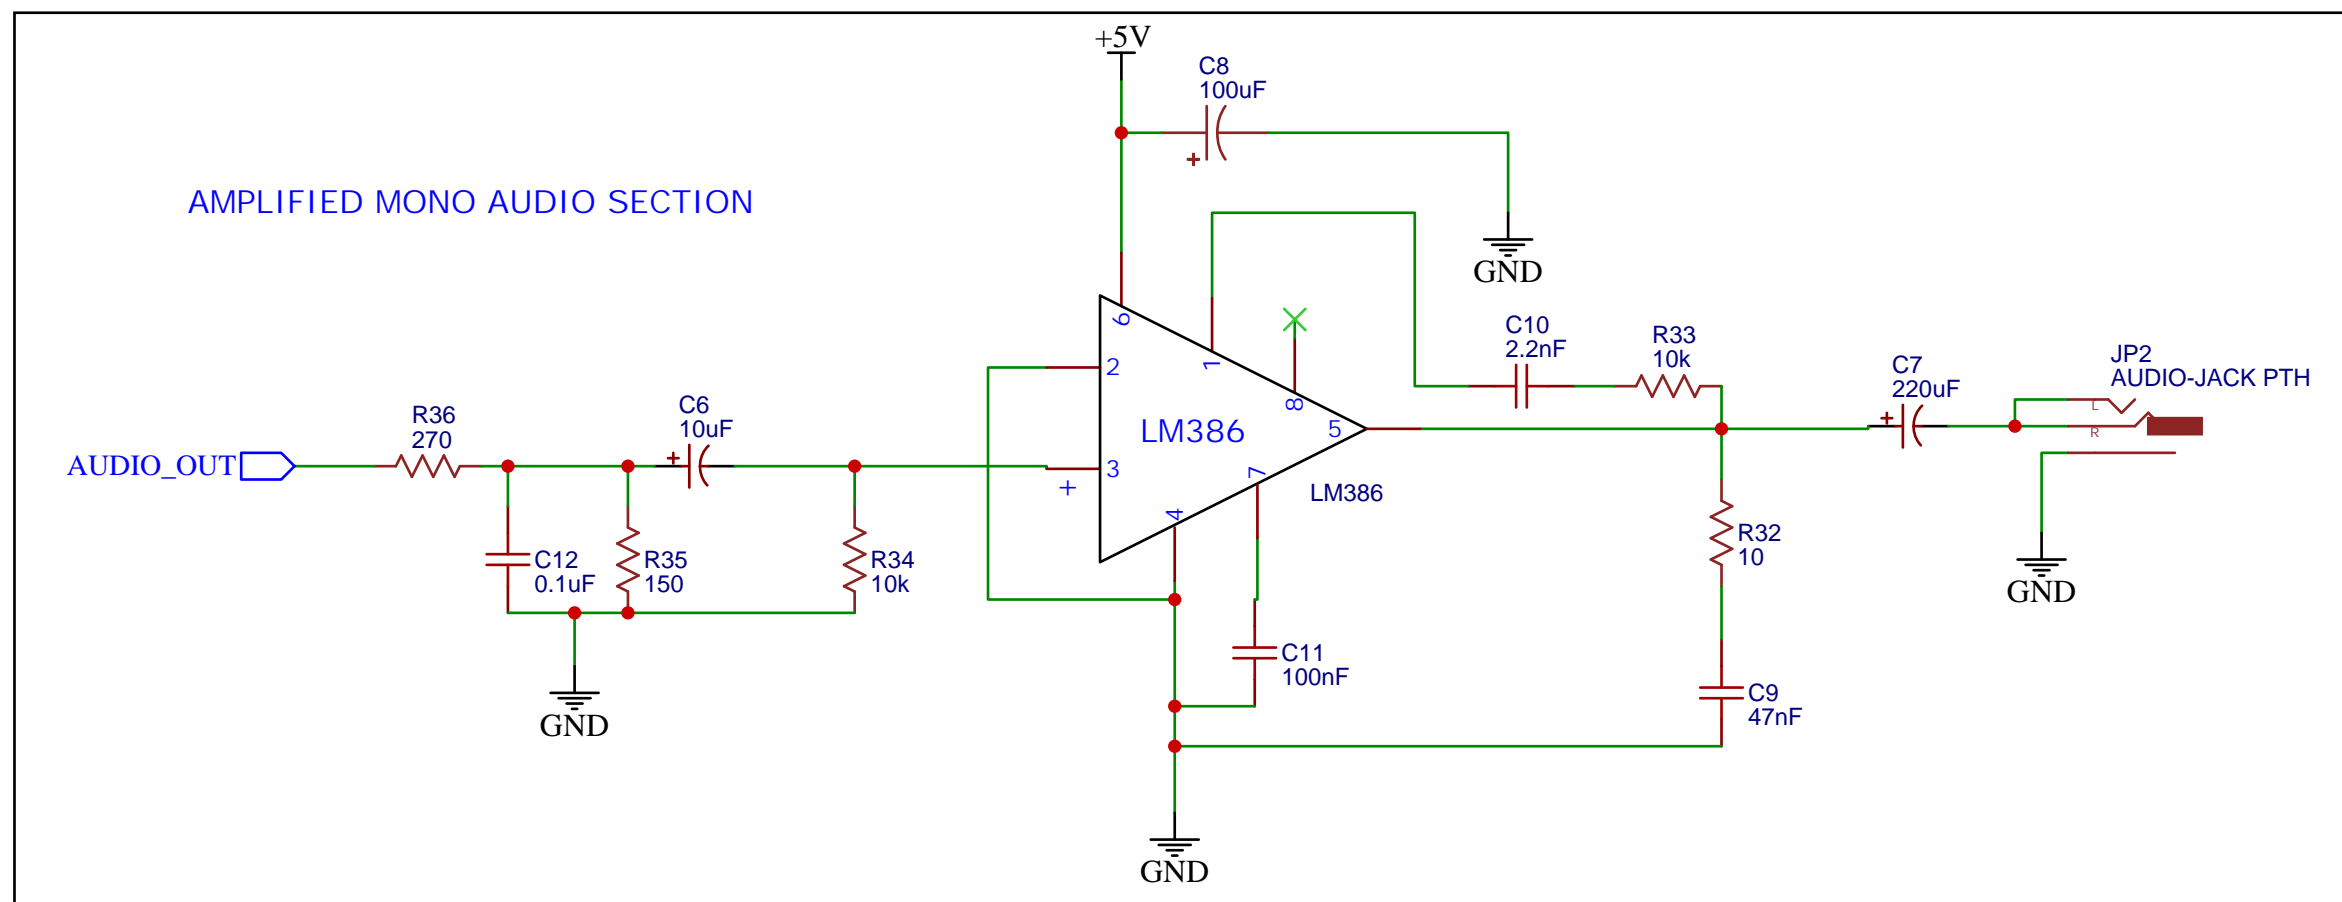 +5V
C8
100uF
AMPLIFIED MONO AUDIO SECTION
GND
6
1
8
2
3
+
4
7
5
LM386
LM386
C10
2.2nF
R33
10k
C7
220uF
+
JP2
AUDIO-JACK PTH
L
R
R36
270
C6
10uF
+
AUDIO_OUT
C12
0.1uF
R35
150
R34
10k
R32
10
GND
C11
100nF
C9
47nF
GND
GND
+